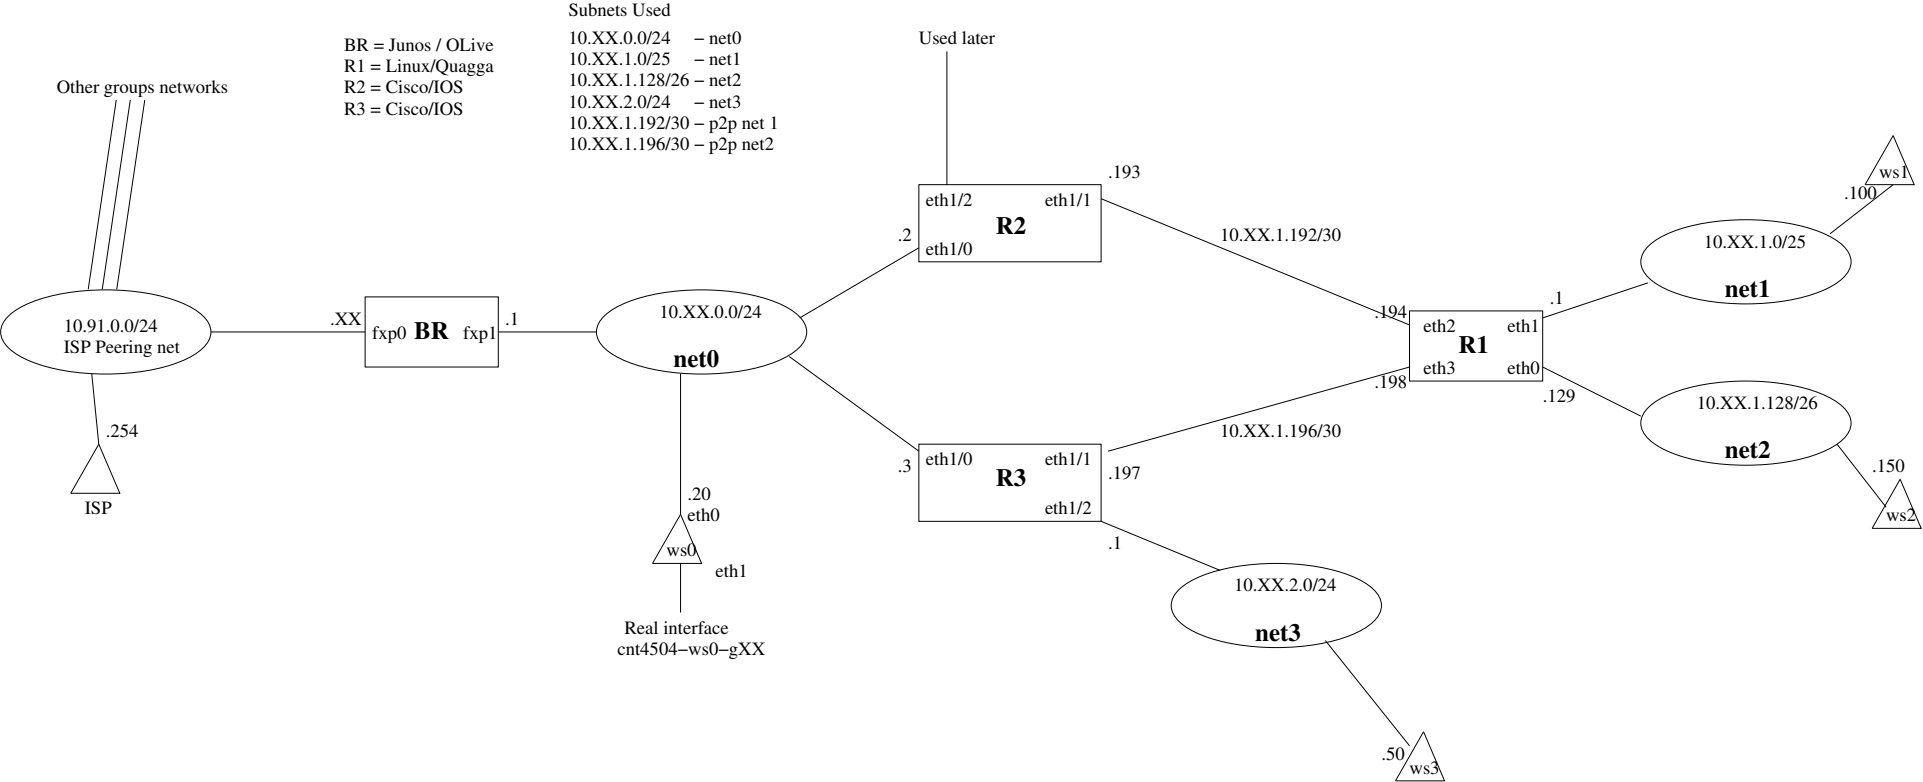 Subnets Used
BR = Junos / OLive
R1 = Linux/Quagga
R2 = Cisco/IOS
R3 = Cisco/IOS
10.XX.0.0/24 − net0
10.XX.1.0/25 − net1
10.XX.1.128/26 − net2
10.XX.2.0/24 − net3
10.XX.1.192/30 − p2p net 1
10.XX.1.196/30 − p2p net2
Used later
Other groups networks
10.91.0.0/24
ISP Peering net
.254
ISP
.XX
fxp0 BR fxp1
.1
10.XX.0.0/24
net0
.20
eth0
ws0
eth1
Real interface
cnt4504−ws0−gXX
.2
eth1/2 eth1/1
R2
eth1/0
.193
10.XX.1.192/30
.194
.3
eth1/0 eth1/1
R3
eth1/2
.197
10.XX.1.196/30
.198
.1
10.XX.2.0/24
net3
.50
ws3
eth2 eth1
R1
eth3 eth0
.1
10.XX.1.0/25
net1
.100
ws1
.129
10.XX.1.128/26
net2
.150
ws2